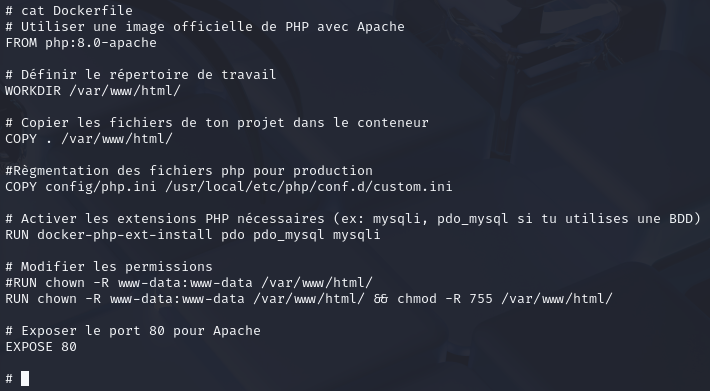 # cat Dockerfile
# Utiliser une image officielle de PHP avec Apache
FROM php:8.0-apache
# Définir le répertoire de travail
WORKDIR /var/www/html/
# Copier les fichiers de ton projet dans le conteneur
COPY . /var/www/html/
#Règmentation des fichiers php pour production
COPY config/php.ini /usr/local/etc/php/conf.d/custom.ini
# Activer les extensions PHP nécessaires (ex: mysqli, pdo_mysql si tu utilises une BDD)
RUN docker-php-ext-install pdo pdo_mysql mysqli
# Modifier les permissions
#RUN chown -R www-data:www-data /var/www/html/
RUN chown -R www-data:www-data /var/www/html/ && chmod -R 755 /var/www/html/
# Exposer le port 80 pour Apache
EXPOSE 80
#